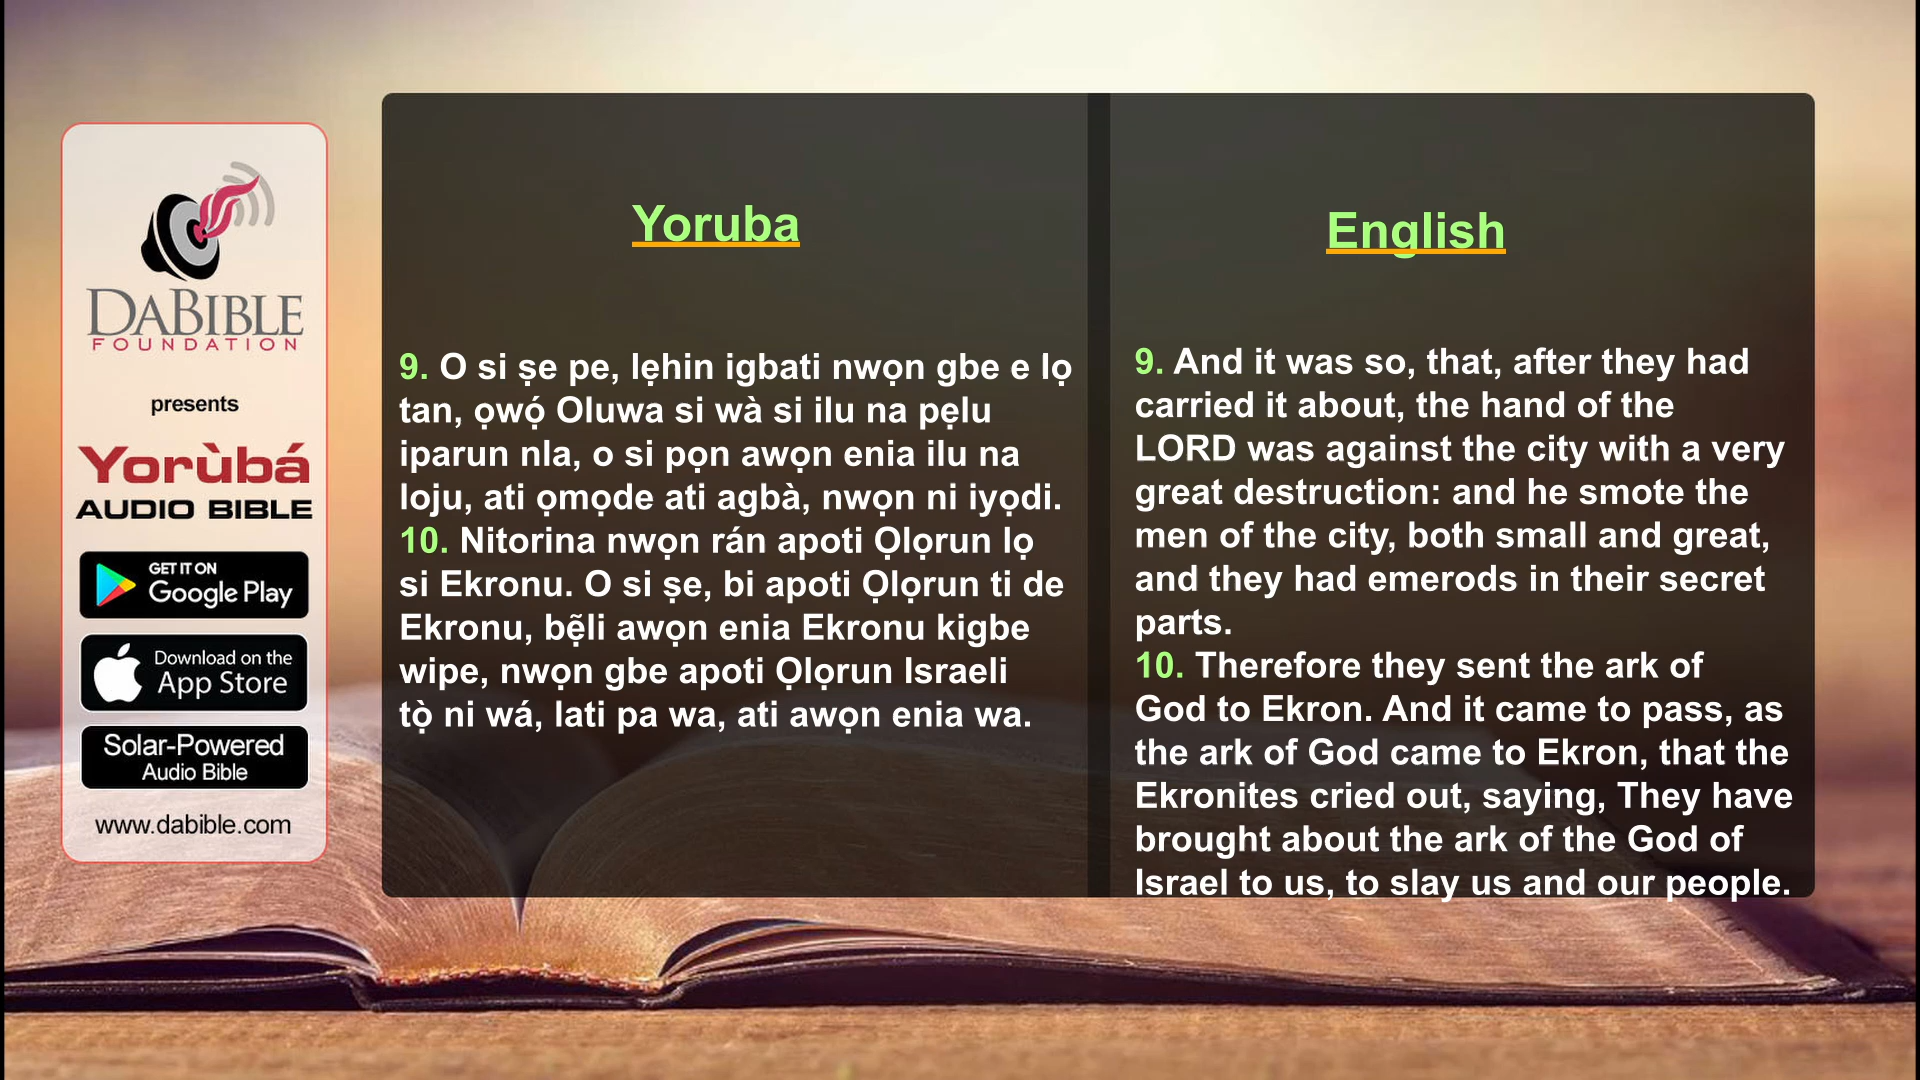 DABIBLE
FOUNDATION
presents
Yorùbá
AUDIO BIBLE
GET IT ON
Google Play
Download on the
App Store
Solar-Powered
Audio Bible
www.dabible.com
Yoruba
9. O si ṣe pe, lẹhin igbati nwọn gbe e lọ
tan, ọwọ́ Oluwa si wà si ilu na pẹlu
iparun nla, o si pọn awọn enia ilu na
loju, ati ọmọde ati agbà, nwọn ni iyọdi.
10. Nitorina nwọn rán apoti Ọlọrun lọ
si Ekronu. O si ṣe, bi apoti Ọlọrun ti de
Ekronu, bẹ̃li awọn enia Ekronu kigbe
wipe, nwọn gbe apoti Ọlọrun Israeli
tọ̀ ni wá, lati pa wa, ati awọn enia wa.
English
9. And it was so, that, after they had
carried it about, the hand of the
LORD was against the city with a very
great destruction: and he smote the
men of the city, both small and great,
and they had emerods in their secret
parts.
10. Therefore they sent the ark of
God to Ekron. And it came to pass, as
the ark of God came to Ekron, that the
Ekronites cried out, saying, They have
brought about the ark of the God of
Israel to us, to slay us and our people.